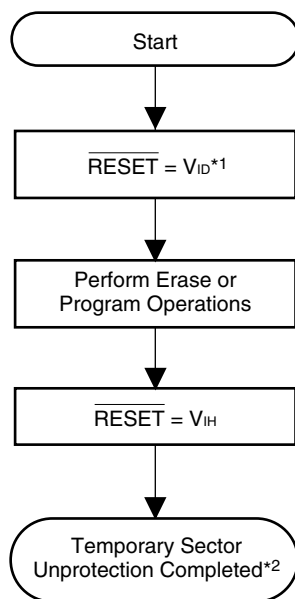 Start
RESET = VID*1
Perform Erase or
Program Operations
RESET = VIH
Temporary Sector
Unprotection Completed*2